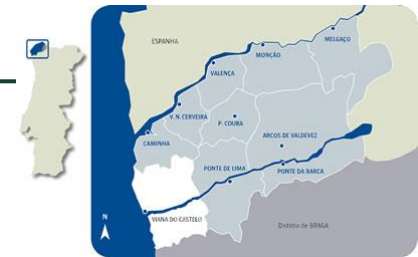 ESPANHA
MELGAÇO
MONÇÃO
VALENÇA
V. N. CERVEIRA
P. COURA
ARCOS DE VALDEVEZ
CAMINHA
PONTE DE LIMA
PONTE DA BARCA
VIANA DO CASTELO
Distrito de BRAGA
N